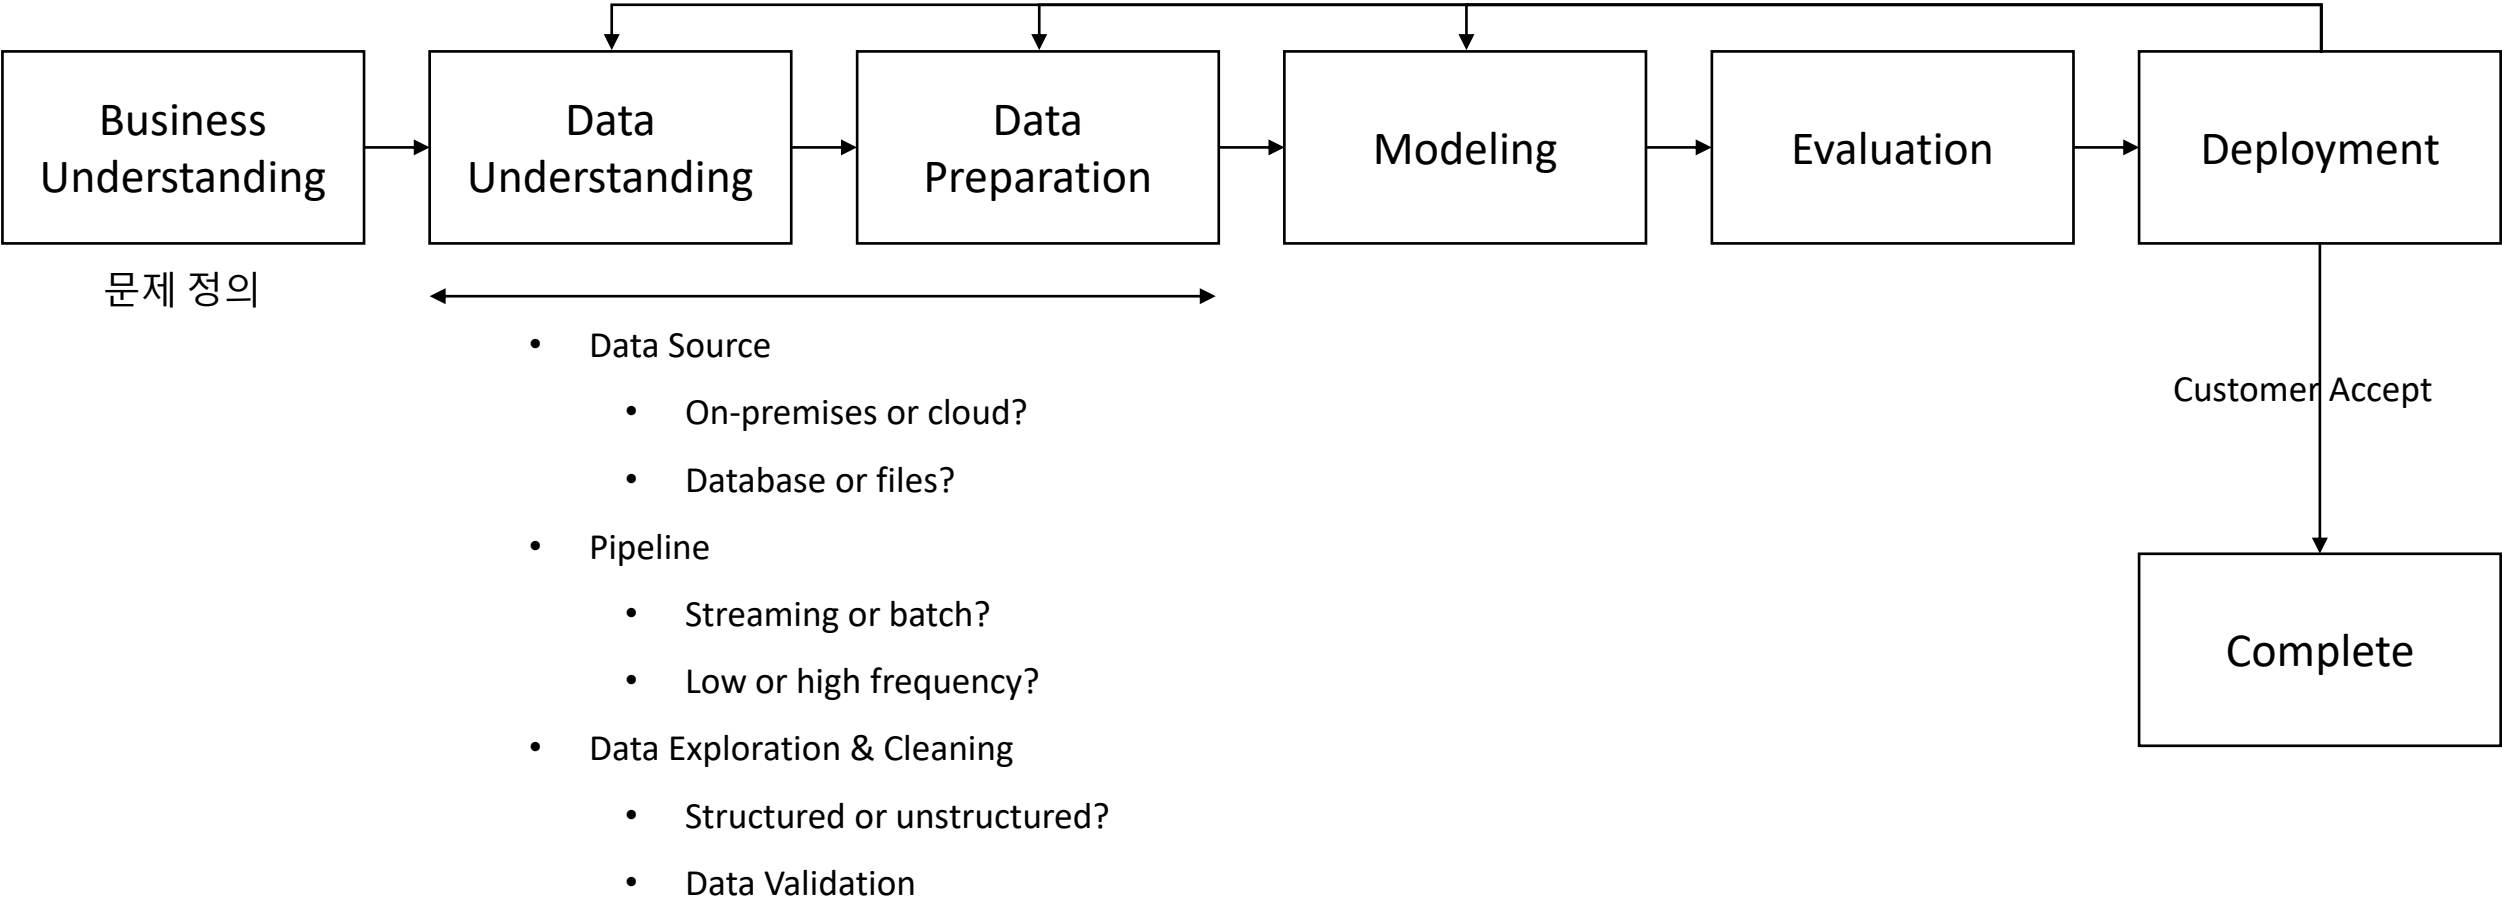 Business
Understanding
Data
Understanding
Data
Preparation
Modeling
Evaluation
Deployment
문제 정의
• Data Source
• On-premises or cloud?
• Database or files?
• Pipeline
• Streaming or batch?
• Low or high frequency?
• Data Exploration & Cleaning
• Structured or unstructured?
• Data Validation
Customer Accept
Complete